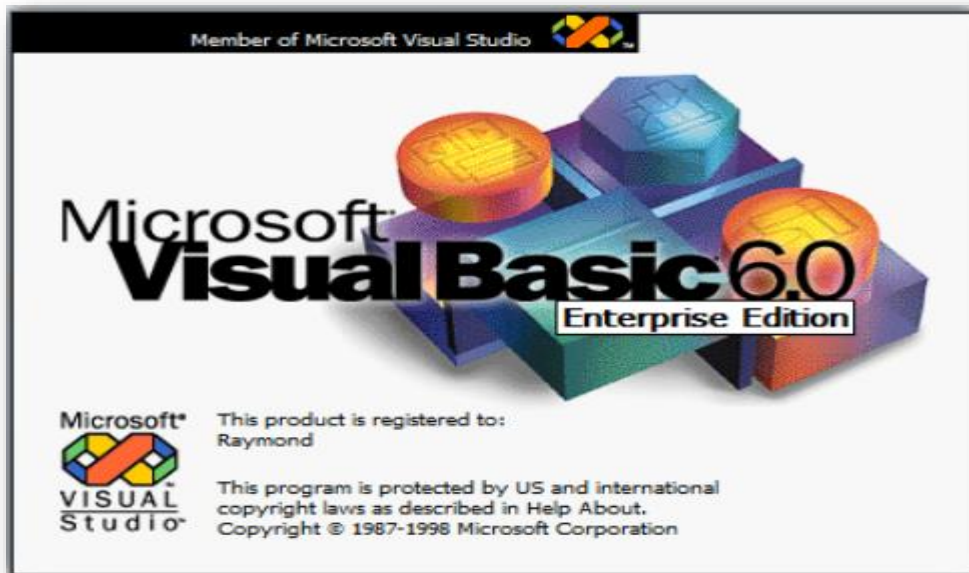 Member of Microsoft Visual Studio
Microsoft
Visual Basic 6.0
Enterprise Edition
Microsoft®
VISUAL
Studio™
This product is registered to:
Raymond
This program is protected by US and international
copyright laws as described in Help About.
Copyright © 1987-1998 Microsoft Corporation